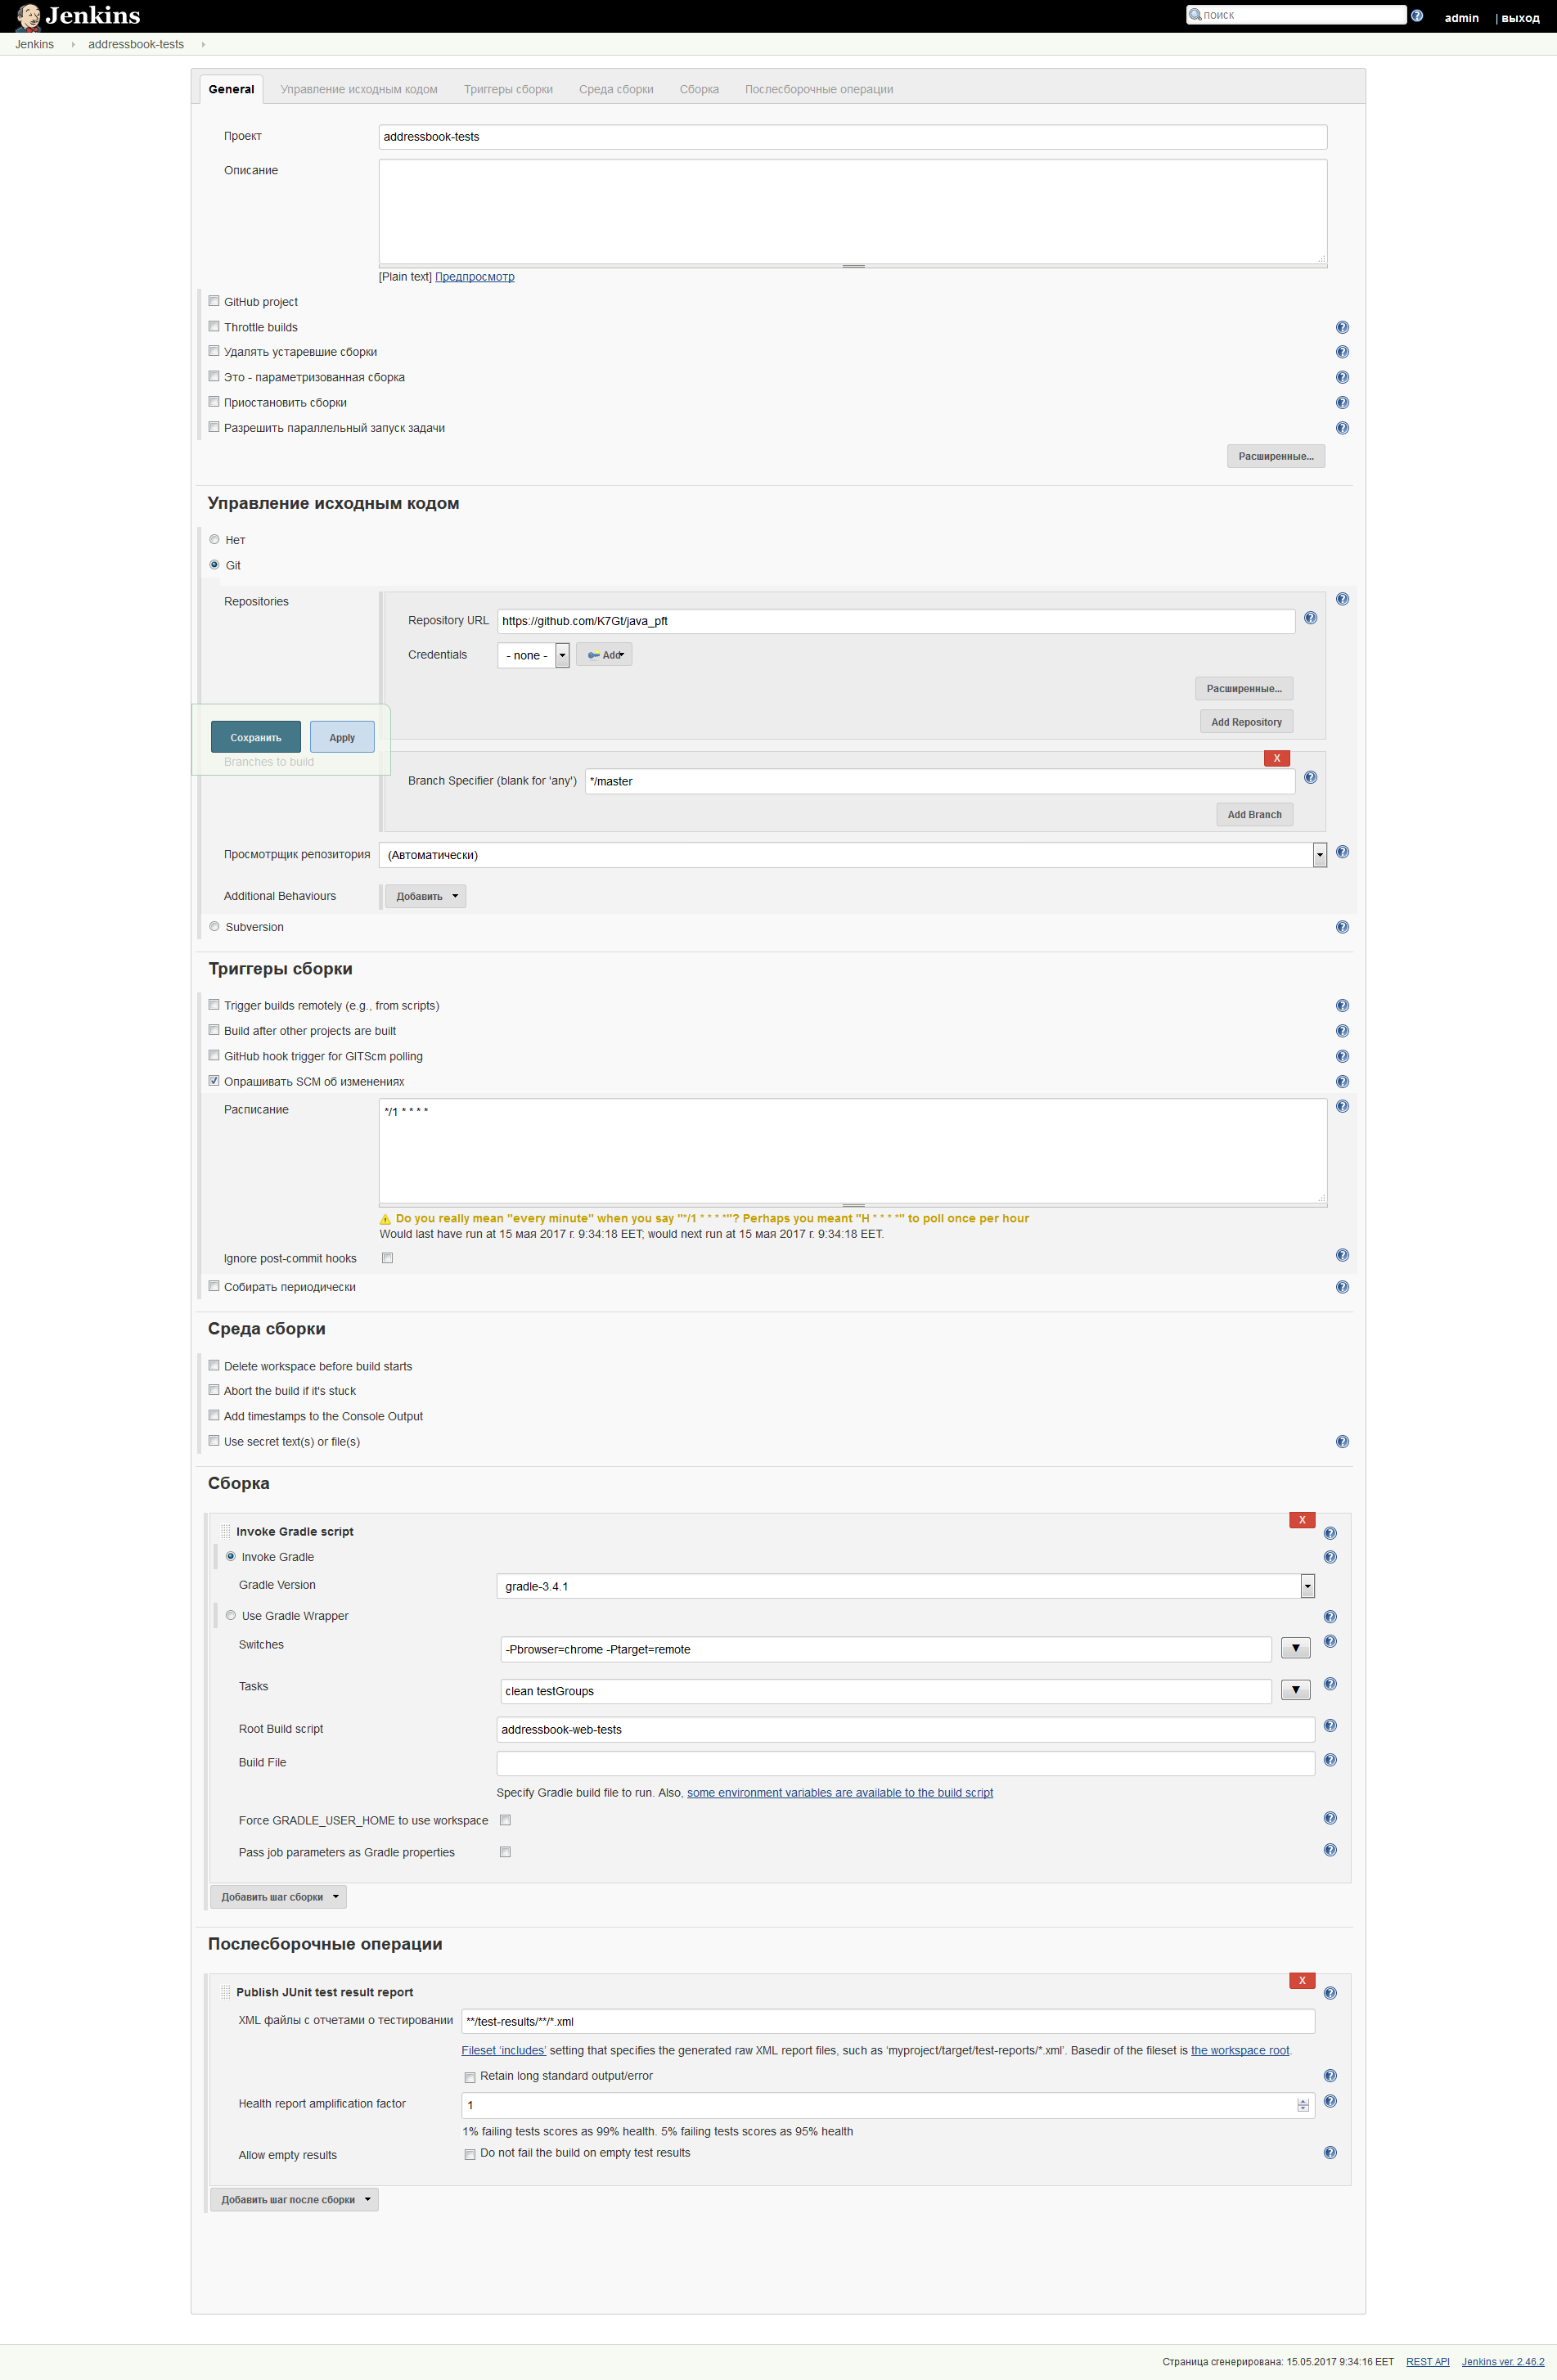 Jenkins
поиск
admin
| выход
Jenkins
addressbook-tests
General
Управление исходным кодом
Триггеры сборки
Среда сборки
Сборка
Послесборочные операции
Проект
addressbook-tests
Описание
[Plain text] Предпросмотр
GitHub project
Throttle builds
Удалять устаревшие сборки
Это - параметризованная сборка
Приостановить сборки
Разрешить параллельный запуск задачи
Расширенные...
Управление исходным кодом
Нет
Git
Repositories
Repository URL
https://github.com/K7Gt/java_pft
Credentials
- none -
Add
Расширенные...
Add Repository
Сохранить
Apply
Branches to build
X
Branch Specifier (blank for 'any')
*/master
Add Branch
Просмотрщик репозитория
(Автоматически)
Additional Behaviours
Добавить
Subversion
Триггеры сборки
Trigger builds remotely (e.g., from scripts)
Build after other projects are built
GitHub hook trigger for GITScm polling
Опрашивать SCM об изменениях
Расписание
*/1 * * * *
Do you really mean "every minute" when you say "*/1 * * * *"? Perhaps you meant "H * * * *" to poll once per hour
Would last have run at 15 мая 2017 г. 9:34:18 EET; would next run at 15 мая 2017 г. 9:34:18 EET.
Ignore post-commit hooks
Собирать периодически
Среда сборки
Delete workspace before build starts
Abort the build if it's stuck
Add timestamps to the Console Output
Use secret text(s) or file(s)
Сборка
X
Invoke Gradle script
Invoke Gradle
Gradle Version
gradle-3.4.1
Use Gradle Wrapper
Switches
-Pbrowser=chrome -Ptarget=remote
Tasks
clean testGroups
Root Build script
addressbook-web-tests
Build File
Specify Gradle build file to run. Also, some environment variables are available to the build script
Force GRADLE_USER_HOME to use workspace
Pass job parameters as Gradle properties
Добавить шаг сборки
Послесборочные операции
X
Publish JUnit test result report
XML файлы с отчетами о тестировании
**/test-results/**/*.xml
Fileset 'includes' setting that specifies the generated raw XML report files, such as 'myproject/target/test-reports/*.xml'. Basedir of the fileset is the workspace root.
Retain long standard output/error
Health report amplification factor
1
1% failing tests scores as 99% health. 5% failing tests scores as 95% health
Allow empty results
Do not fail the build on empty test results
Добавить шаг после сборки
Страница сгенерирована: 15.05.2017 9:34:16 EET
REST API
Jenkins ver. 2.46.2